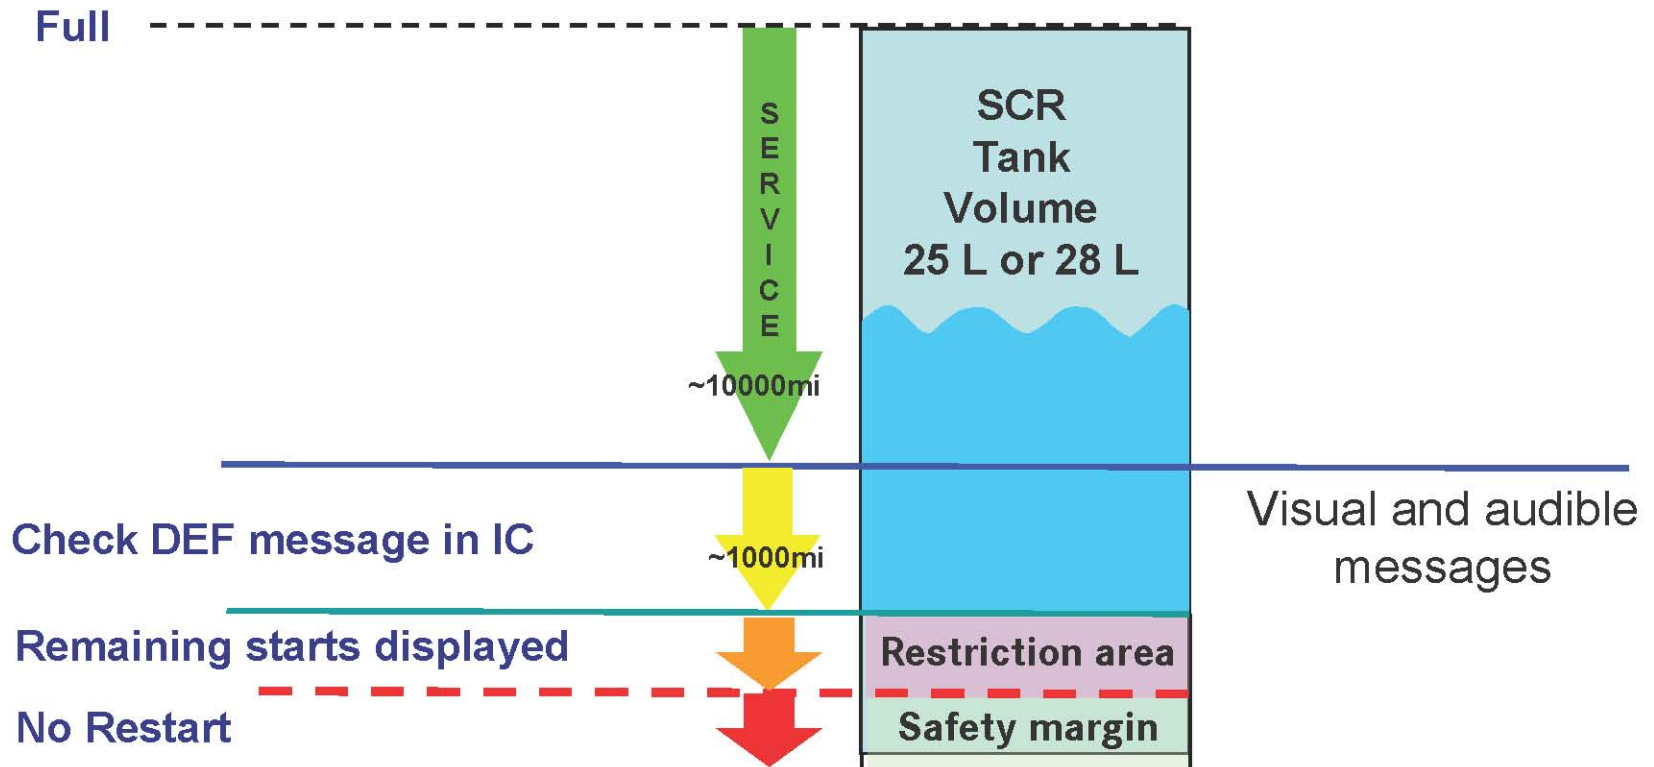 Full
SERVICE
SCR
Tank
Volume
25 L or 28 L
~10000mi
Check DEF message in IC
~1000mi
Visual and audible
messages
Remaining starts displayed
Restriction area
No Restart
Safety margin